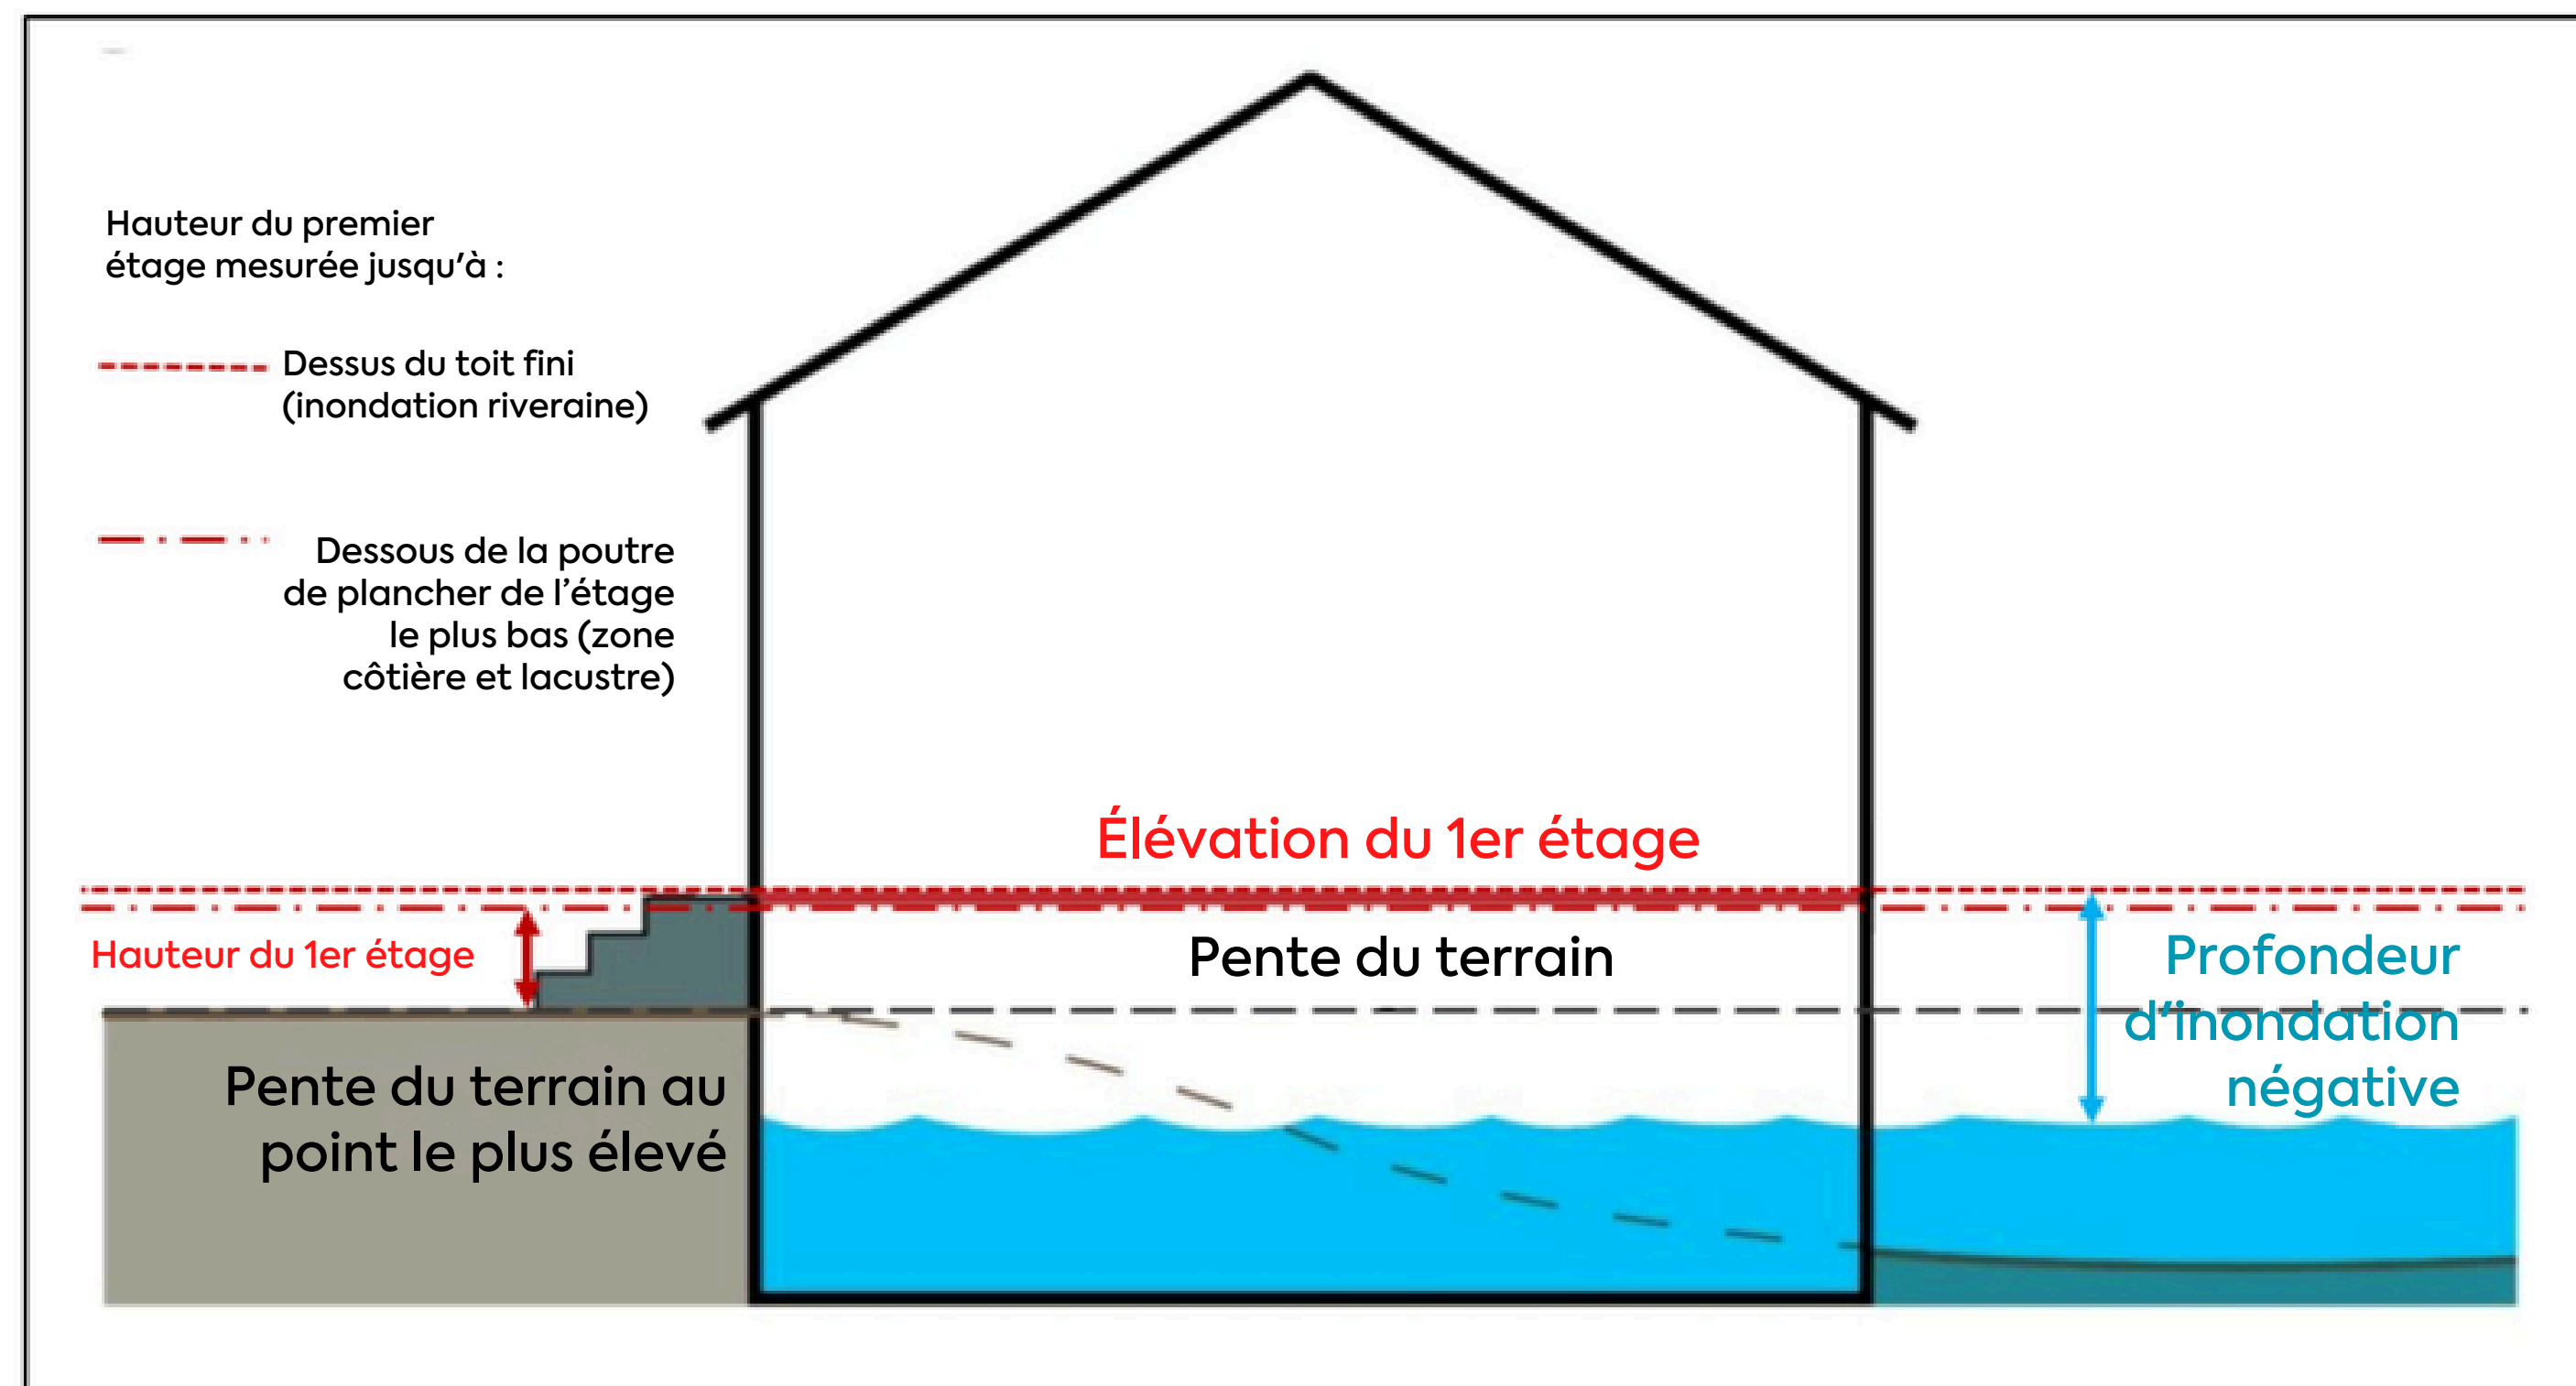 Hauteur du premier
étage mesurée jusqu'à :
Dessus du toit fini
(inondation riveraine)
Dessous de la poutre
de plancher de l'étage
le plus bas (zone
côtière et lacustre)
Élévation du 1er étage
Hauteur du 1er étage
Pente du terrain
Profondeur
d'inondation
négative
Pente du terrain au
point le plus élevé